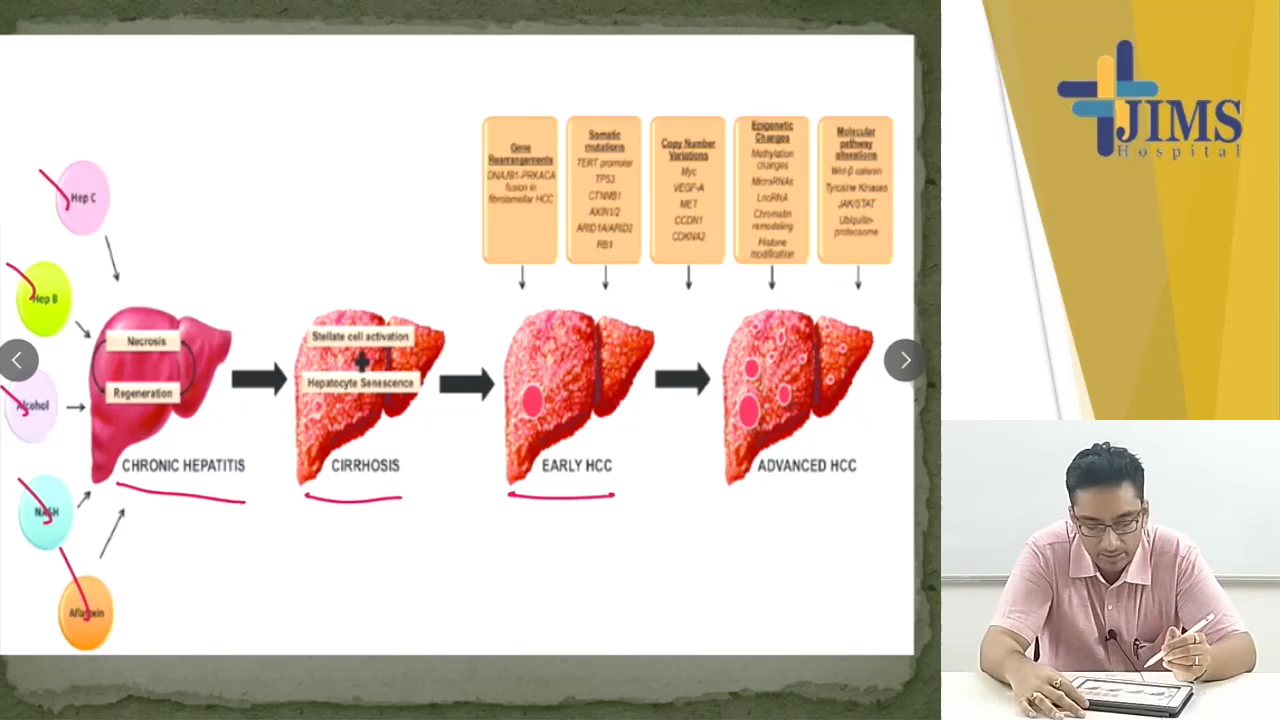 Gene
Rearrangements
DNAJB1-PRKACA
fusion in
fibrolamellar HCC
Somatic
mutations
TERT promoter
TP53
CTNNB1
AXIN1/2
ARID1A/ARID2
RB1
Copy Number
Variations
Myc
VEGF-A
MET
CCDN1
CDKNA2
Epigenetic
Changes
Methylation
changes
MicroRNAs
LncRNA
Chromatin
remodeling
Histone
modification
Molecular
pathway
alterations
Wnt-β catenin
Tyrosine Kinases
JAK/STAT
Ubiquitin-
proteosome
Hep C
Hep B
Alcohol
NASH
Aflatoxin
Necrosis
Regeneration
CHRONIC HEPATITIS
Stellate cell activation
+
Hepatocyte Senescence
CIRRHOSIS
EARLY HCC
ADVANCED HCC
JIMS
Hospital